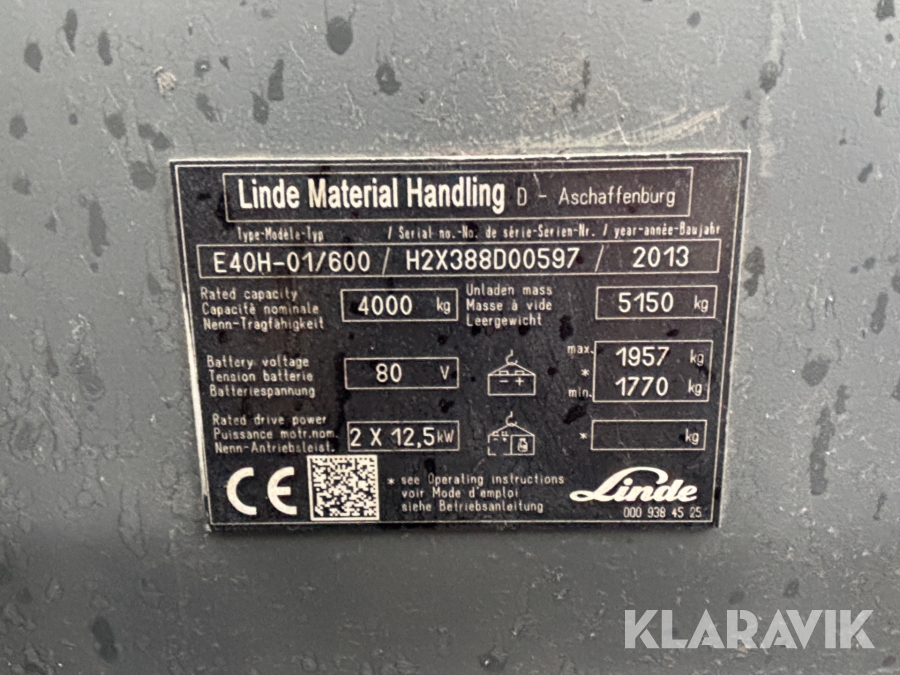 Linde Material Handling D - Aschaffenburg
Type-Modele-Typ / Serial no.-No. de série-Serien-Nr. / year-année-Baujahr
E40H-01/600 / H2X388D00597 / 2013
Rated capacity
Capacité nominale
Nenn-Tragfähigkeit
4000 kg
Unladen mass
Masse à vide
Leergewicht
5150 kg
Battery voltage
Tension batterie
Batteriespannung
80 V
- +
max. 1957 kg
*
min. 1770 kg
Rated drive power
Puissance motr.nom.
Nenn-Antriebsleist.
2 X 12,5kW
* kg
CE
* see Operating instructions
voir Mode d'emploi
siehe Betriebsanleitung
Linde
000 938 45 25
KLARAVIK